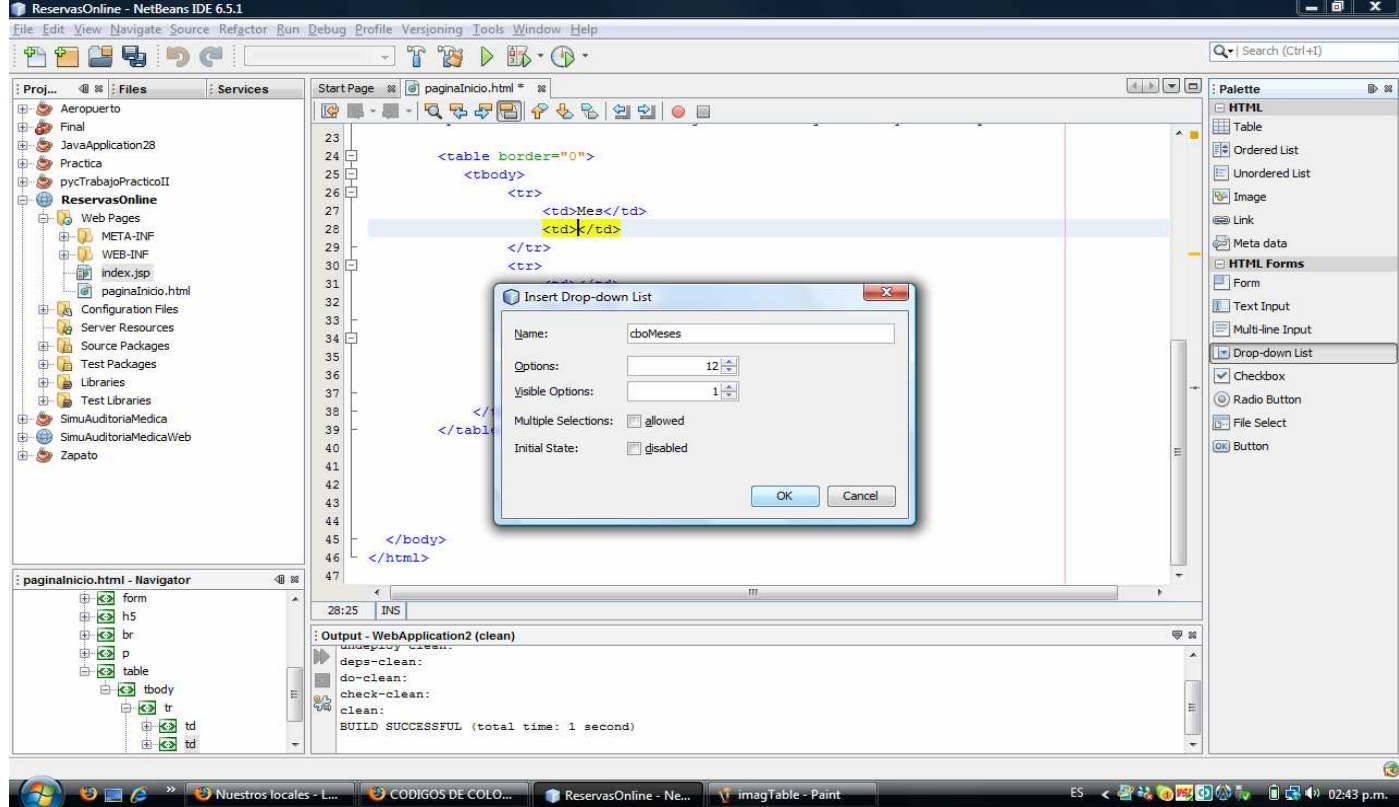 ReservasOnline - NetBeans IDE 6.5.1
File Edit View Navigate Source Refactor Run Debug Profile Versioning Tools Window Help
Search (Ctrl+I)
Proj... Files Services
Aeropuerto
Final
JavaApplication28
Practica
pycTrabajoPracticoII
ReservasOnline
Web Pages
META-INF
WEB-INF
index.jsp
paginaInicio.html
Configuration Files
Server Resources
Source Packages
Test Packages
Libraries
Test Libraries
SimuAuditoriaMedica
SimuAuditoriaMedicaWeb
Zapato
paginaInicio.html - Navigator
form
h5
br
p
table
tbody
tr
td
td
Start Page paginaInicio.html *
23
24 <table border="0">
25 <tbody>
26 <tr>
27 <td>Mes</td>
28 <td></td>
29 </tr>
30 <tr>
31
32
33
34
35
36
37
38
39 </table
40
41
42
43
44
45 </body>
46 </html>
47
28:25 INS
Insert Drop-down List
Name: cboMeses
Options: 12
Visible Options: 1
Multiple Selections: allowed
Initial State: disabled
OK Cancel
Output - WebApplication2 (clean)
undeploy-clean:
deps-clean:
do-clean:
check-clean:
clean:
BUILD SUCCESSFUL (total time: 1 second)
Palette
HTML
Table
Ordered List
Unordered List
Image
Link
Meta data
HTML Forms
Form
Text Input
Multi-line Input
Drop-down List
Checkbox
Radio Button
File Select
OK Button
Nuestros locales - L... CODIGOS DE COLO... ReservasOnline - Ne... imagTable - Paint ES 02:43 p.m.